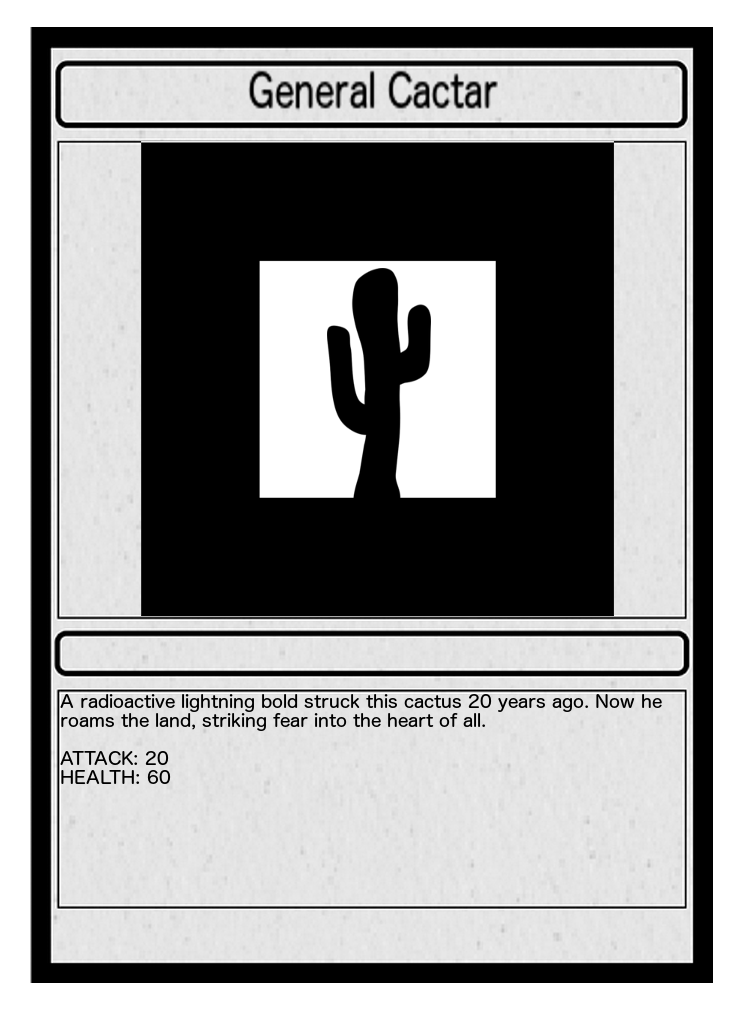 General Cactar
A radioactive lightning bold struck this cactus 20 years ago. Now he
roams the land, striking fear into the heart of all.
ATTACK: 20
HEALTH: 60